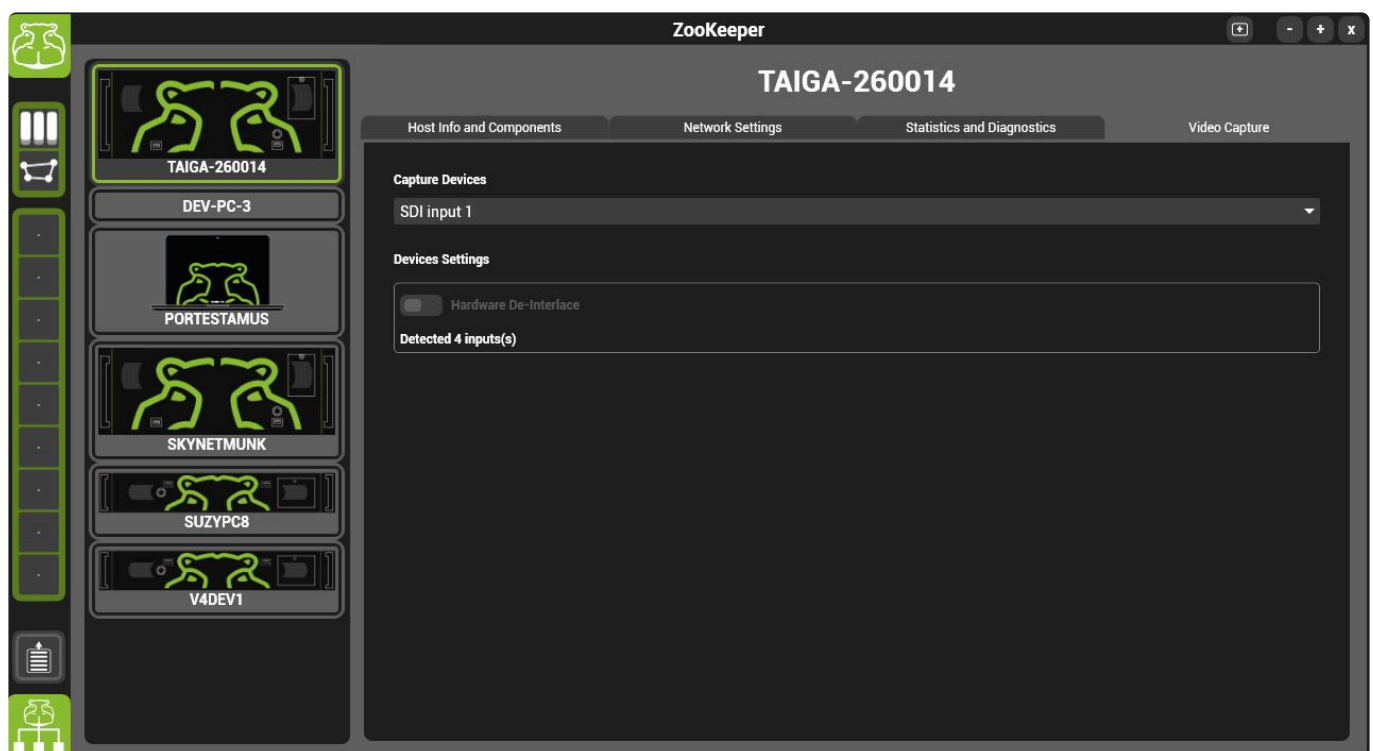 ZooKeeper
- + x
TAIGA-260014
DEV-PC-3
PORTESTAMUS
SKYNETMUNK
SUZYPC8
V4DEV1
TAIGA-260014
Host Info and Components
Network Settings
Statistics and Diagnostics
Video Capture
Capture Devices
SDI input 1
Devices Settings
Hardware De-Interlace
Detected 4 inputs(s)